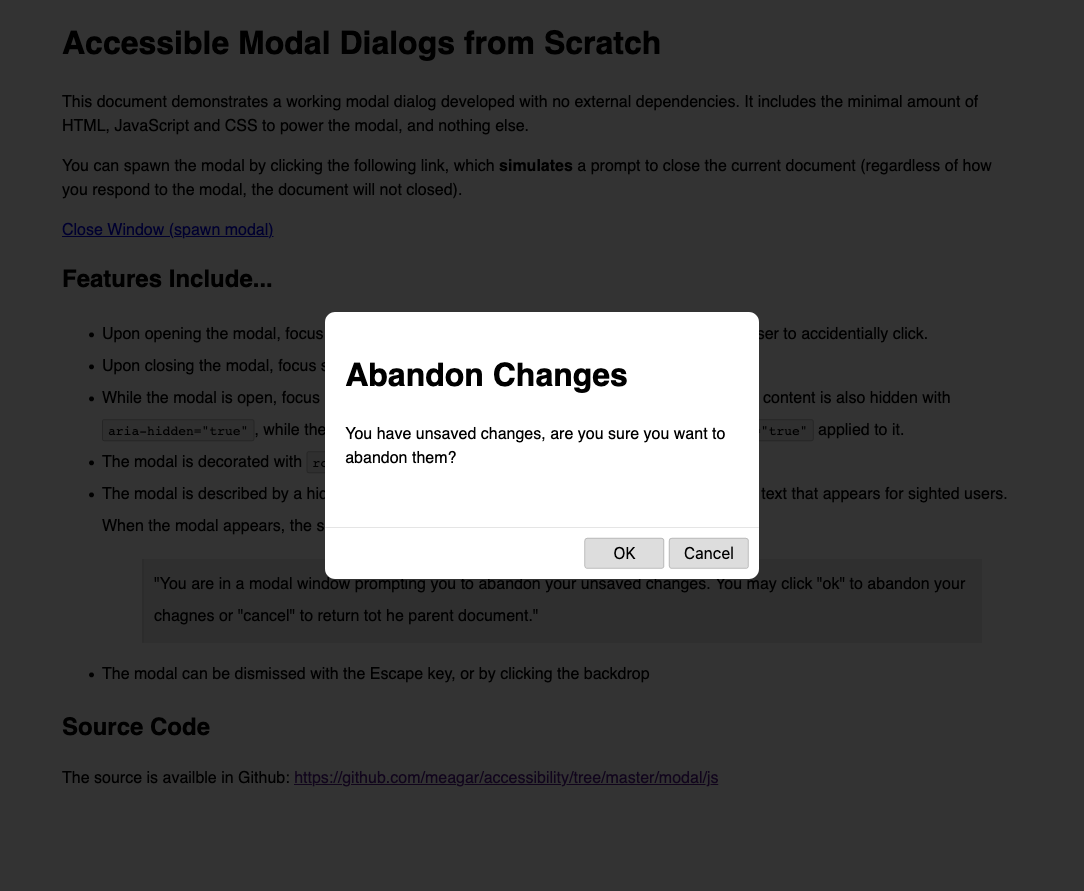 Accessible Modal Dialogs from Scratch
This document demonstrates a working modal dialog developed with no external dependencies. It includes the minimal amount of
HTML, JavaScript and CSS to power the modal, and nothing else.
You can spawn the modal by clicking the following link, which simulates a prompt to close the current document (regardless of how
you respond to the modal, the document will not closed).
Close Window (spawn modal)
Features Include...
Upon opening the modal, focus to accidentially click.
Upon closing the modal, focus
While the modal is open, focus content is also hidden with
aria-hidden="true", while the "true" applied to it.
The modal is decorated with
The modal is described by a text that appears for sighted users.
When the modal appears, the
Abandon Changes
You have unsaved changes, are you sure you want to
abandon them?
OK Cancel
"You are in a modal window prompting you to abandon your unsaved changes. You may click "ok" to abandon your
chagnes or "cancel" to return tot he parent document."
The modal can be dismissed with the Escape key, or by clicking the backdrop
Source Code
The source is availble in Github: https://github.com/meagar/accessibility/tree/master/modal/js